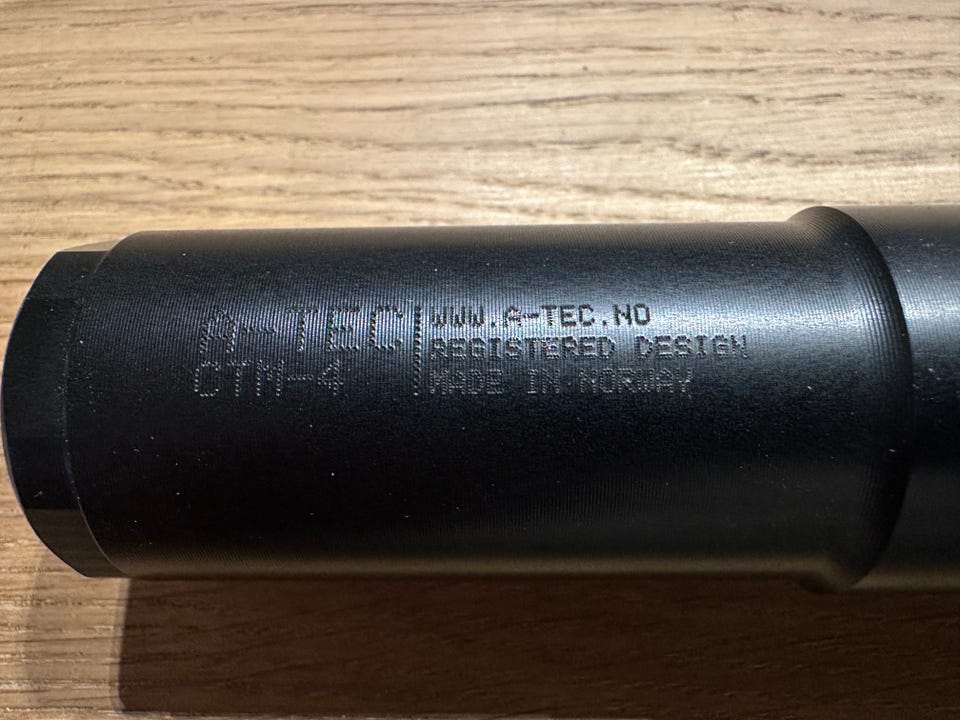 A-TEC
CTM-4
WWW.A-TEC.NO
REGISTERED DESIGN
MADE IN NORWAY